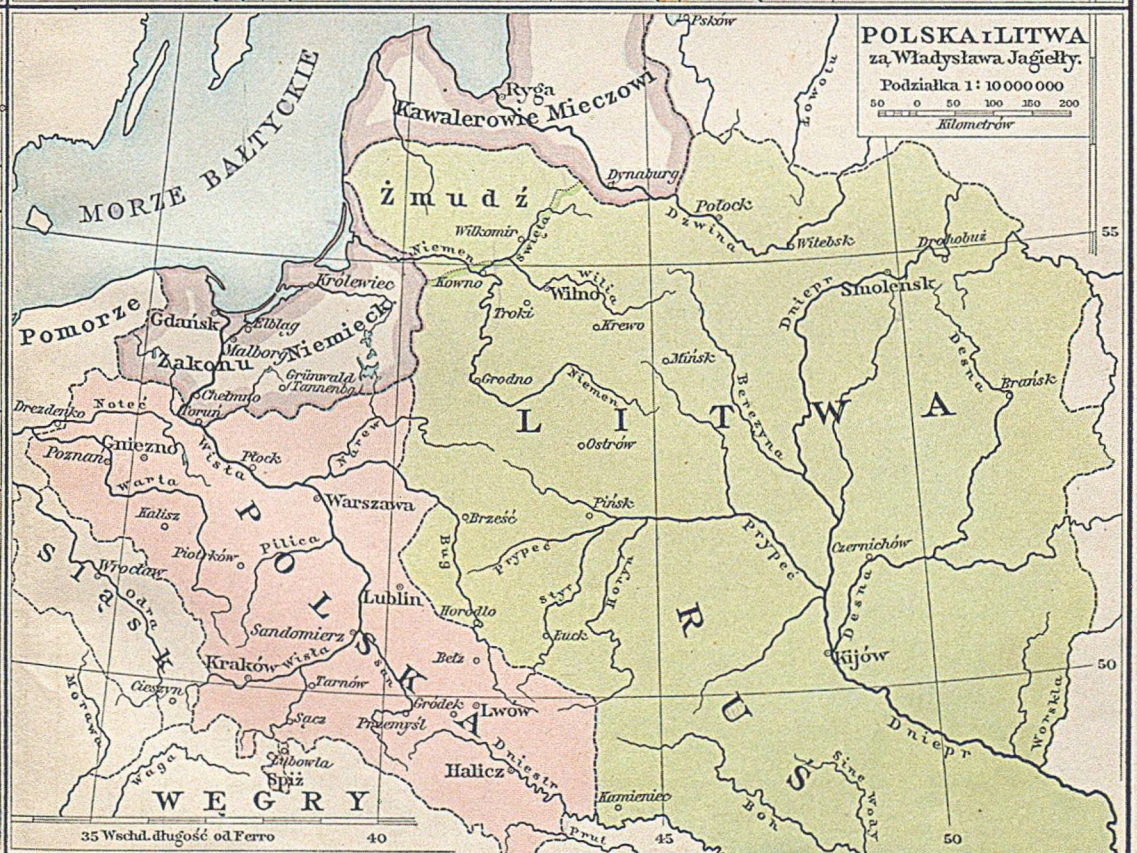 POLSKA I LITWA
za Władysława Jagiełły.
Podziałka 1 : 10 000 000
50 0 50 100 150 200
Kilometrów
Psków
Łowotu
Ryga
Kawalerowie Mieczowi
MORZE BAŁTYCKIE
Dynaburg
Żmudź
Połock
Dźwina
Witebsk
Wilkomir
Święta
Niemen
Drohobuż
55
Kowno
Wilia
Wilno
Dniepr
Smoleńsk
Królewiec
Pomorze
Gdańsk
Elbląg
Troki
Krewo
Malborg
Zakonu Niemieck.
Mińsk
Desna
Grünwald
Tannenbg.
Grodno
Niemen
Berezyna
Brańsk
Chełmno
Drezdenko
Noteć
Toruń
LITWA
Narew
Gniezno
Wisła
Ostrów
Poznań
Płock
Warta
Warszawa
Pińsk
Kalisz
Brześć
Prypeć
Piotrków
Pilica
Czernichów
Bug
Prypeć
Śląsk
Wrocław
Odra
POLSKA
Styr
Horyń
Lublin
Desna
Horodło
RUŚ
Sandomierz
Łuck
Kraków
Wisła
San
Bełz
Kijów
50
Cieszyn
Tarnów
Morawa
Gródek
Lwów
Worskla
Sącz
Przemyśl
Dniepr
Dniestr
Lubowla
Spiż
Waga
Halicz
Sine Wody
WĘGRY
Kamieniec
Boh
Prut
35 Wschd. długość od Ferro
40
45
50